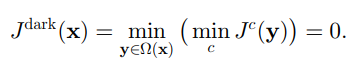 J^dark(𝐱) = min_{𝐲∈Ω(𝐱)} ( min_c J^c(𝐲) ) = 0.